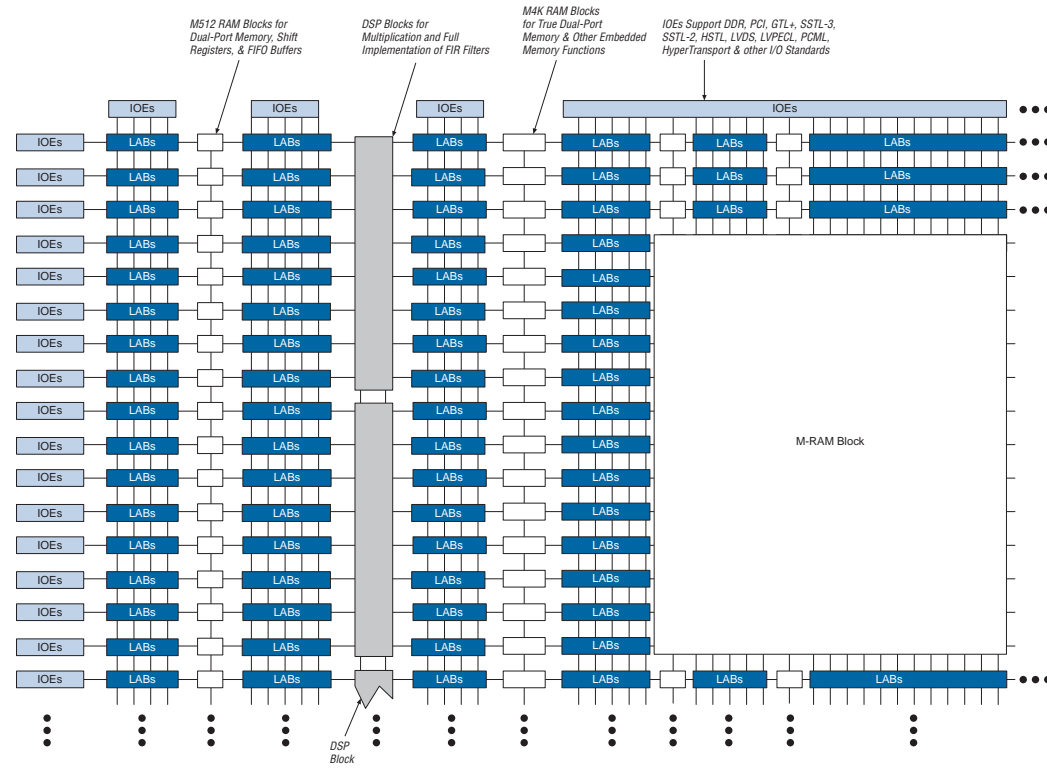 M512 RAM Blocks for
Dual-Port Memory, Shift
Registers, & FIFO Buffers
DSP Blocks for
Multiplication and Full
Implementation of FIR Filters
M4K RAM Blocks
for True Dual-Port
Memory & Other Embedded
Memory Functions
IOEs Support DDR, PCI, GTL+, SSTL-3,
SSTL-2, HSTL, LVDS, LVPECL, PCML,
HyperTransport & other I/O Standards
IOEs IOEs IOEs IOEs
IOEs LABs LABs LABs LABs LABs LABs
IOEs LABs LABs LABs LABs LABs LABs
IOEs LABs LABs LABs LABs LABs LABs
IOEs LABs LABs LABs LABs
IOEs LABs LABs LABs LABs
IOEs LABs LABs LABs LABs
IOEs LABs LABs LABs LABs
IOEs LABs LABs LABs LABs
IOEs LABs LABs LABs LABs
IOEs LABs LABs LABs LABs M-RAM Block
IOEs LABs LABs LABs LABs
IOEs LABs LABs LABs LABs
IOEs LABs LABs LABs LABs
IOEs LABs LABs LABs LABs
IOEs LABs LABs LABs LABs
IOEs LABs LABs LABs LABs
IOEs LABs LABs LABs LABs LABs LABs
DSP
Block